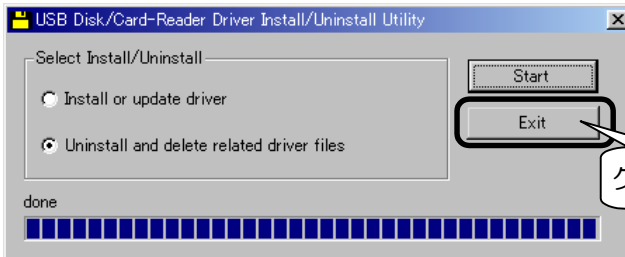 USB Disk/Card-Reader Driver Install/Uninstall Utility
Select Install/Uninstall
Install or update driver
Uninstall and delete related driver files
Start
Exit
ク
done